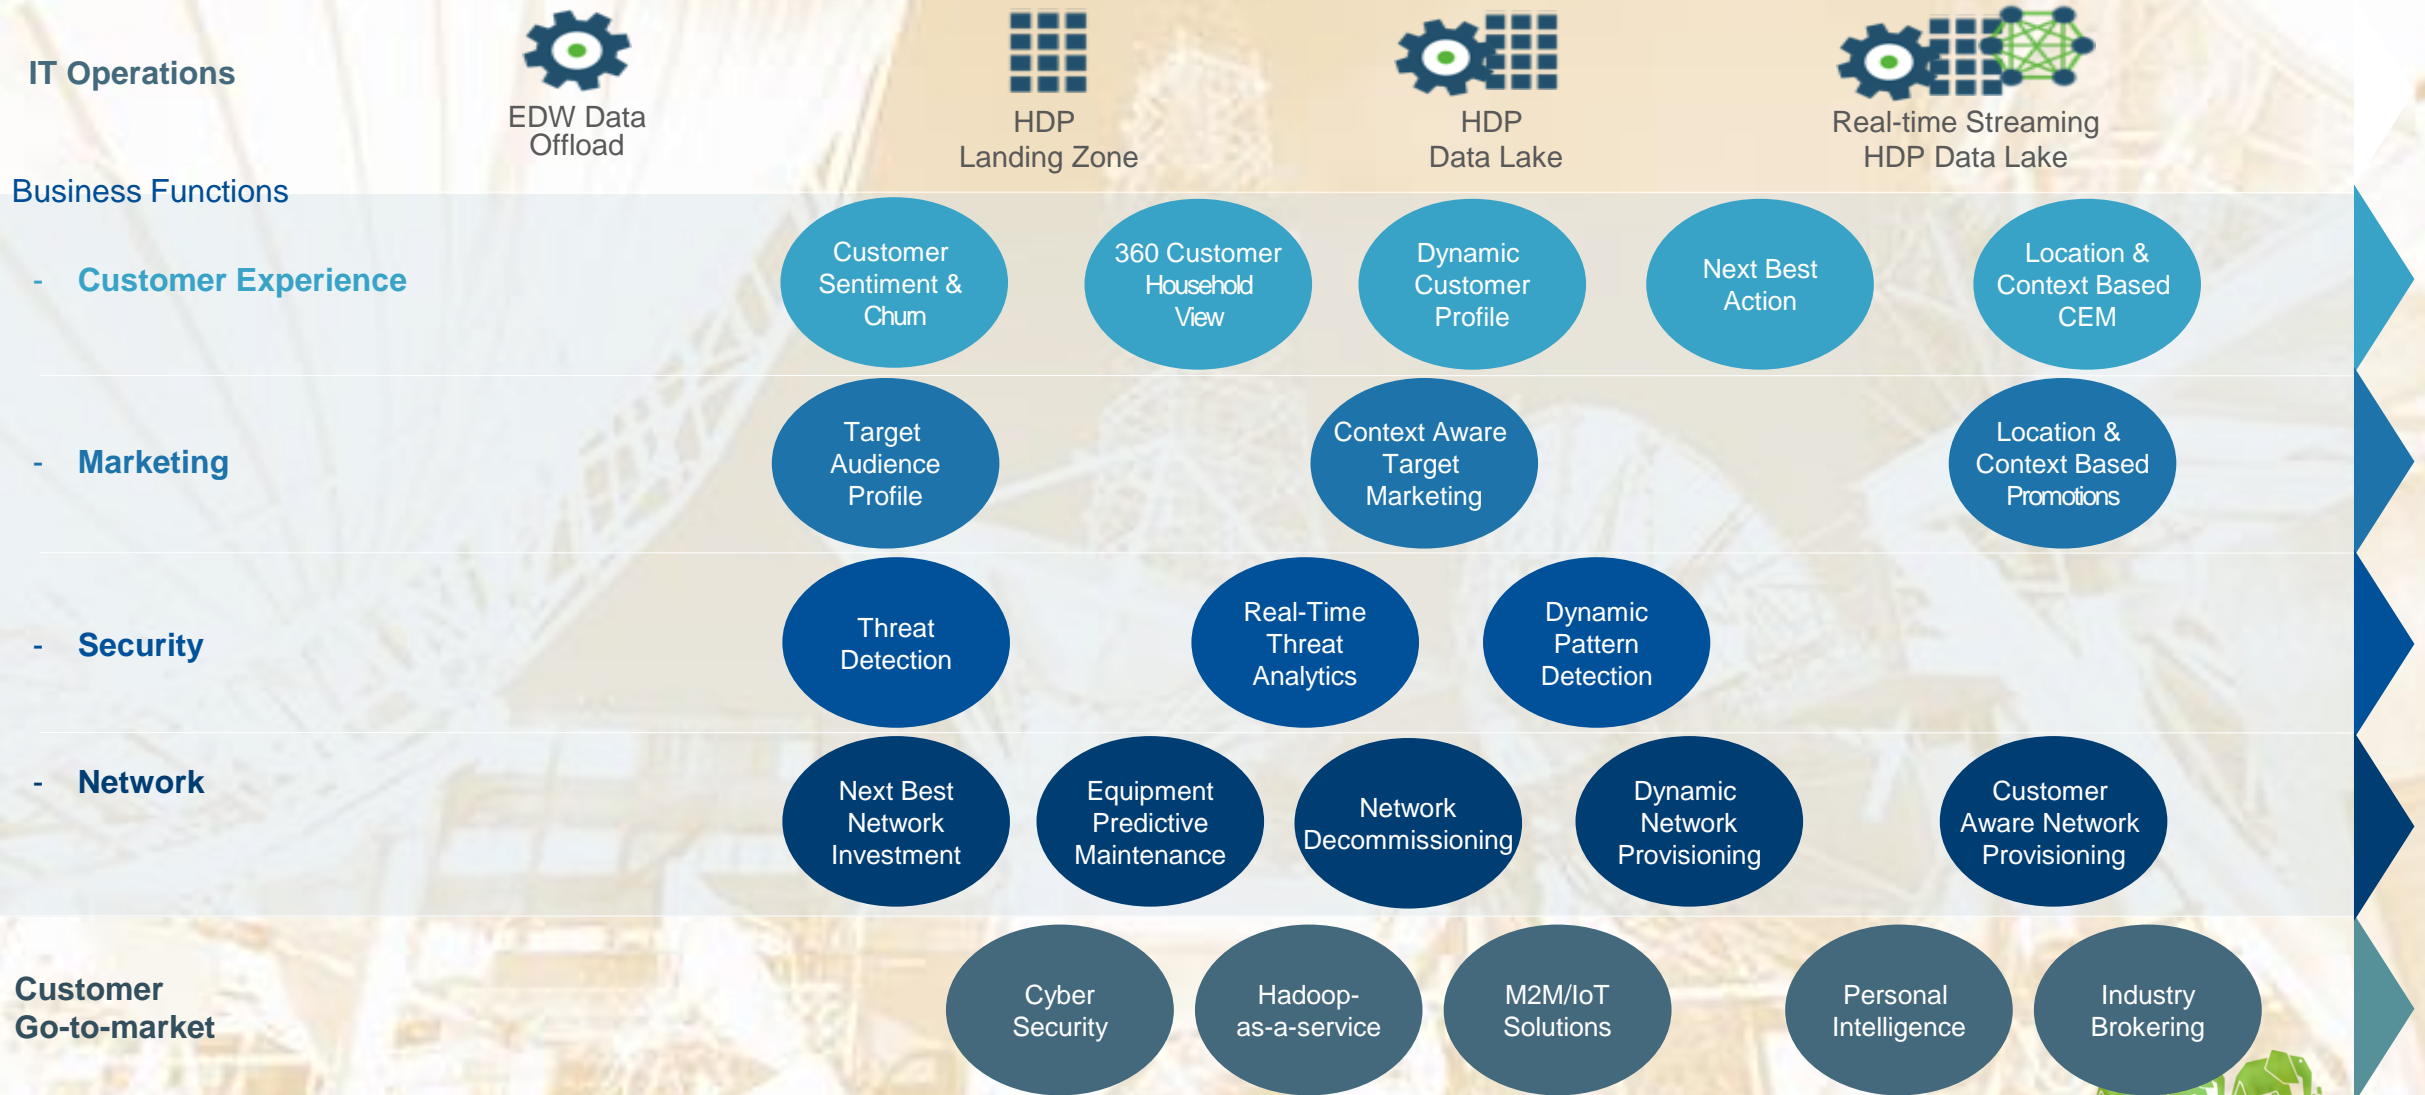 IT Operations
EDW Data
Offload
HDP
Landing Zone
HDP
Data Lake
Real-time Streaming
HDP Data Lake
Business Functions
- Customer Experience
Customer
Sentiment &
Churn
360 Customer
Household
View
Dynamic
Customer
Profile
Next Best
Action
Location &
Context Based
CEM
- Marketing
Target
Audience
Profile
Context Aware
Target
Marketing
Location &
Context Based
Promotions
- Security
Threat
Detection
Real-Time
Threat
Analytics
Dynamic
Pattern
Detection
- Network
Next Best
Network
Investment
Equipment
Predictive
Maintenance
Network
Decommissioning
Dynamic
Network
Provisioning
Customer
Aware Network
Provisioning
Customer
Go-to-market
Cyber
Security
Hadoop-
as-a-service
M2M/IoT
Solutions
Personal
Intelligence
Industry
Brokering